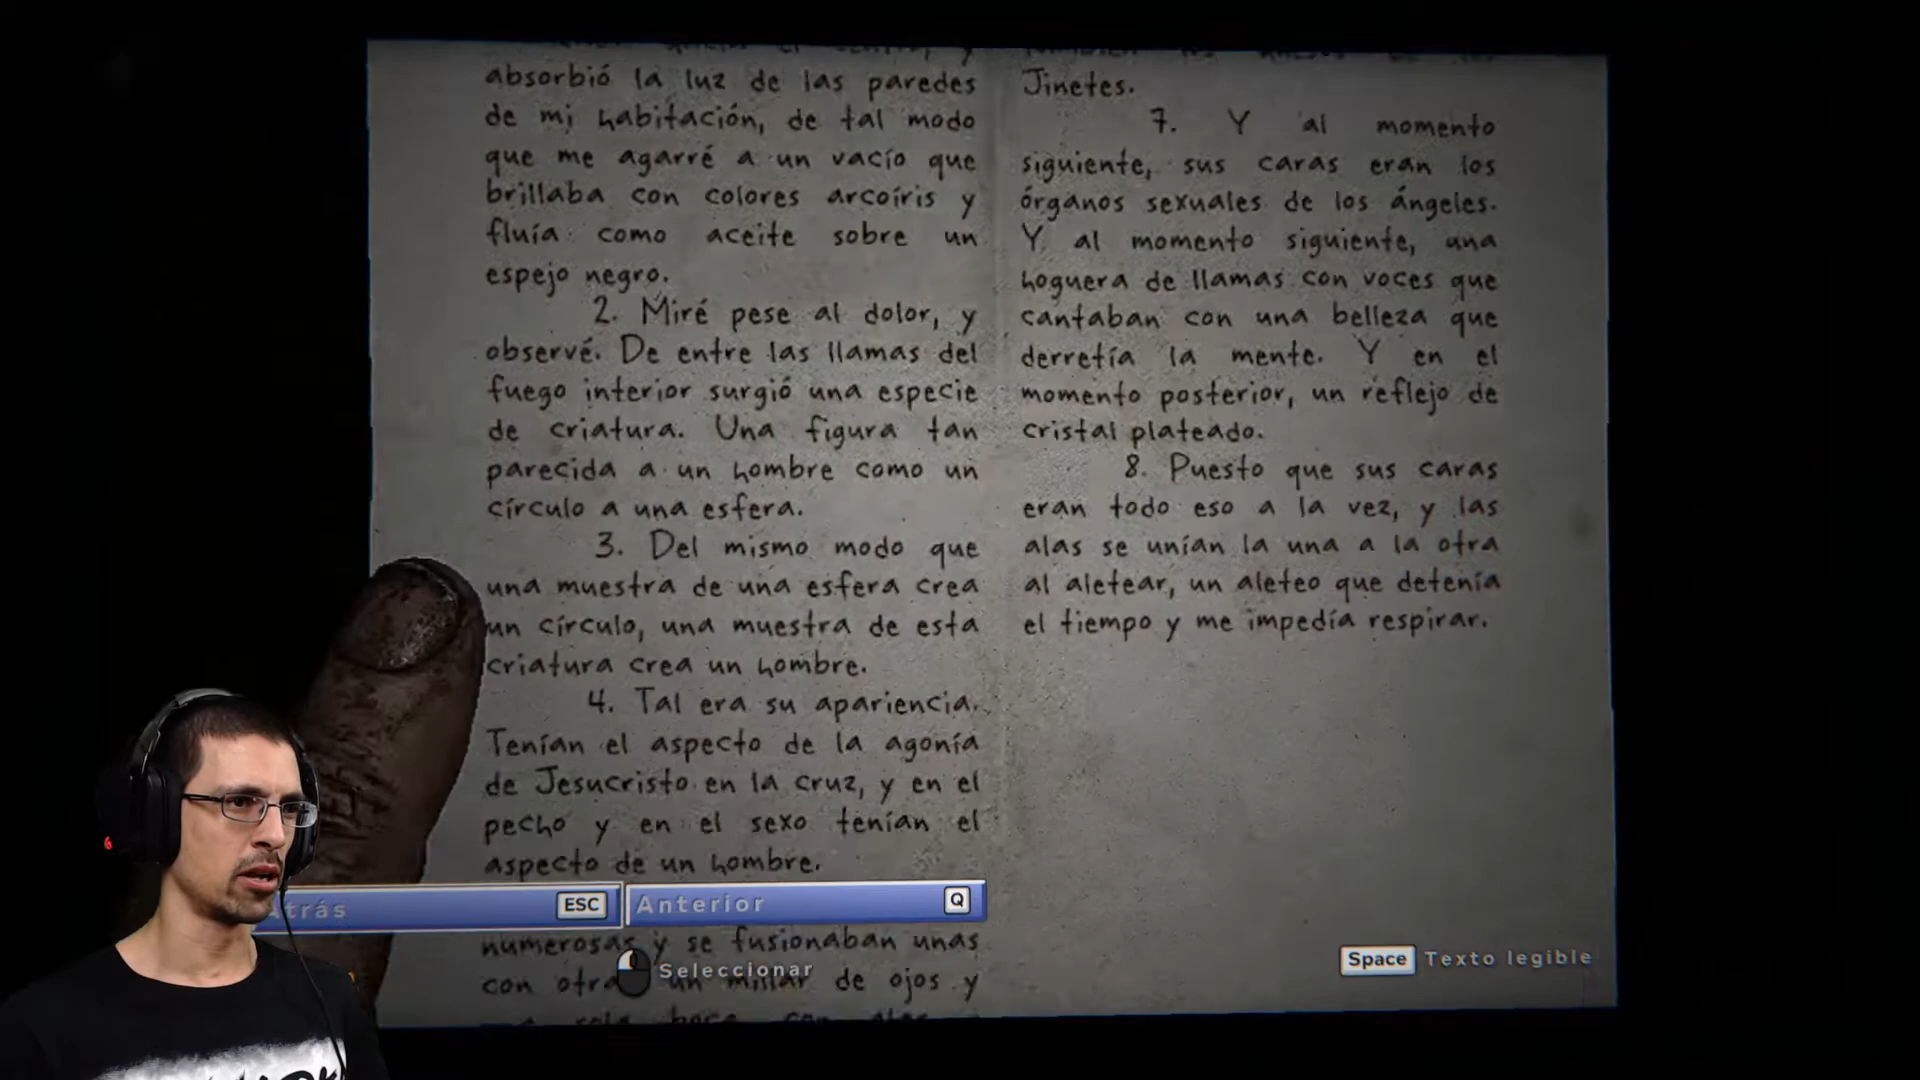 absorbió la luz de las paredes
de mi habitación, de tal modo
que me agarré a un vacío que
brillaba con colores arcoíris y
fluía como aceite sobre un
espejo negro.
2. Miré pese al dolor, y
observé. De entre las llamas del
fuego interior surgió una especie
de criatura. Una figura tan
parecida a un hombre como un
círculo a una esfera.
3. Del mismo modo que
una muestra de una esfera crea
un círculo, una muestra de esta
criatura crea un hombre.
4. Tal era su apariencia.
Tenían el aspecto de la agonía
de Jesucristo en la cruz, y en el
pecho y en el sexo tenían el
aspecto de un hombre.
numerosas y se fusionaban unas
con un millar de ojos y
Jinetes.
7. Y al momento
siguiente, sus caras eran los
órganos sexuales de los ángeles.
Y al momento siguiente, una
hoguera de llamas con voces que
cantaban con una belleza que
derretía la mente. Y en el
momento posterior, un reflejo de
cristal plateado.
8. Puesto que sus caras
eran todo eso a la vez, y las
alas se unían la una a la otra
al aletear, un aleteo que detenía
el tiempo y me impedía respirar.
Atrás ESC
Anterior Q
Seleccionar
Space Texto legible